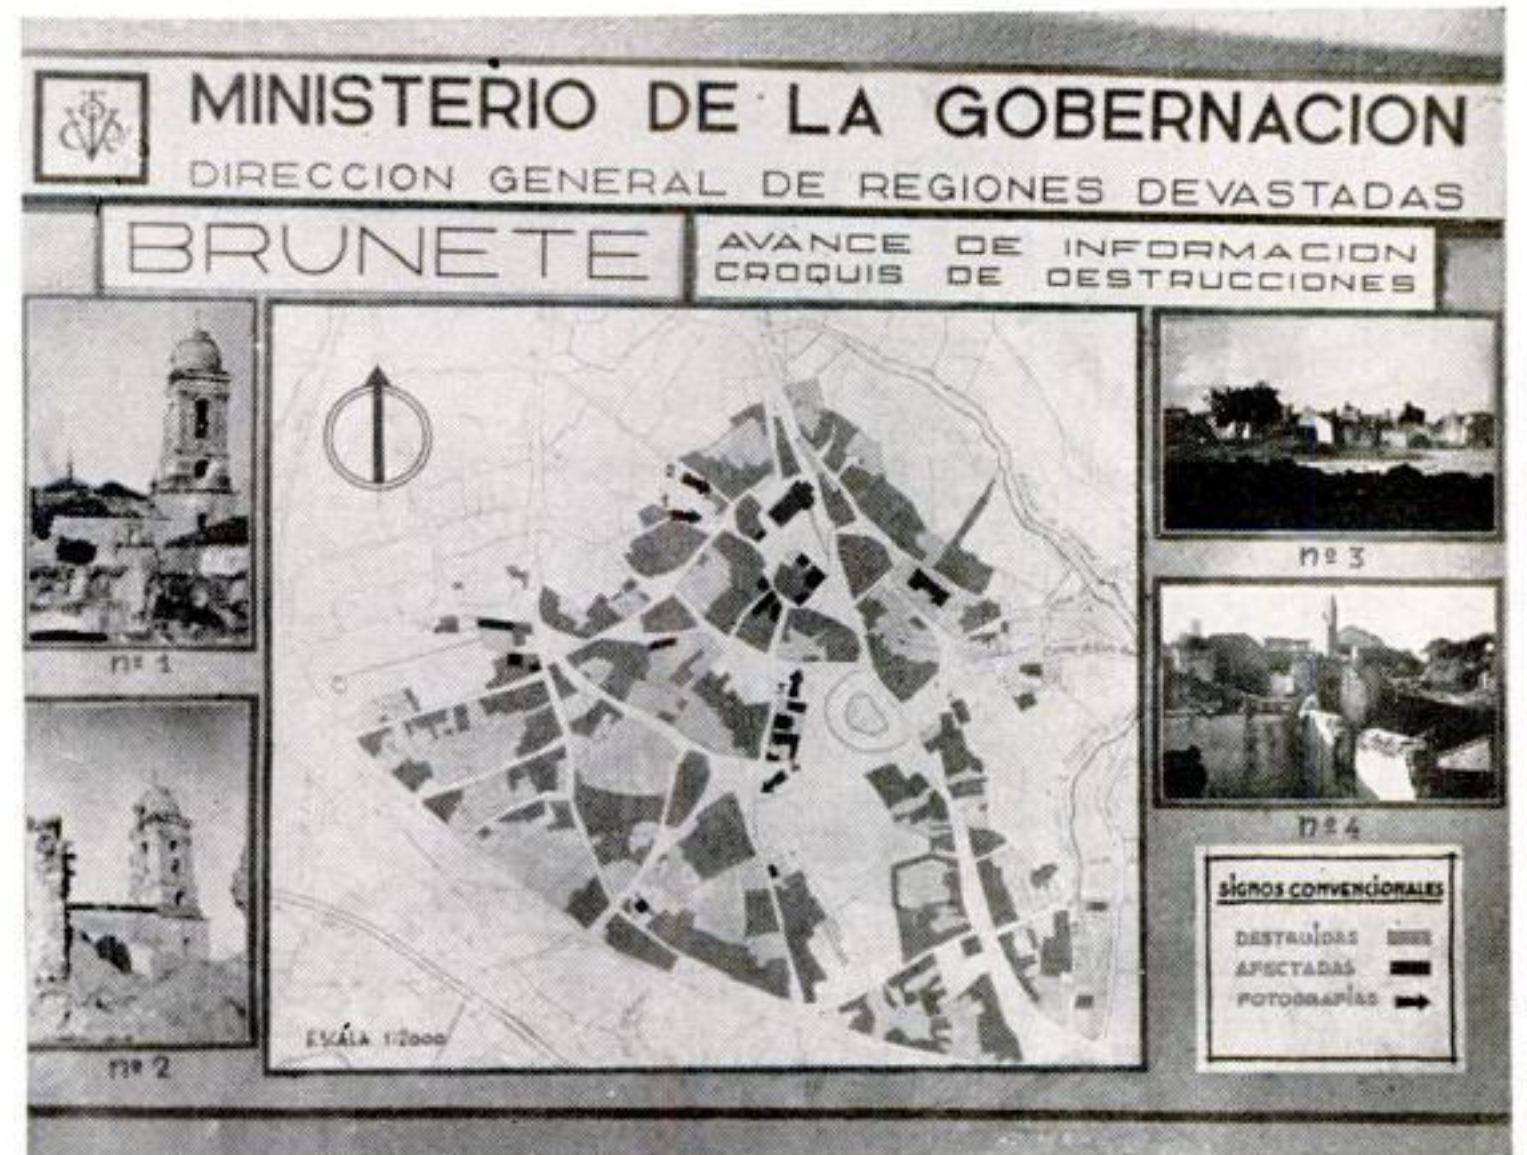 MINISTERIO DE LA GOBERNACION
DIRECCION GENERAL DE REGIONES DEVASTADAS
BRUNETE
AVANCE DE INFORMACION
CROQUIS DE DESTRUCCIONES
nº 1
nº 2
nº 3
nº 4
ESCALA 1:2000
SIGNOS CONVENCIONALES
DESTRUIDAS
AFECTADAS
FOTOGRAFÍAS